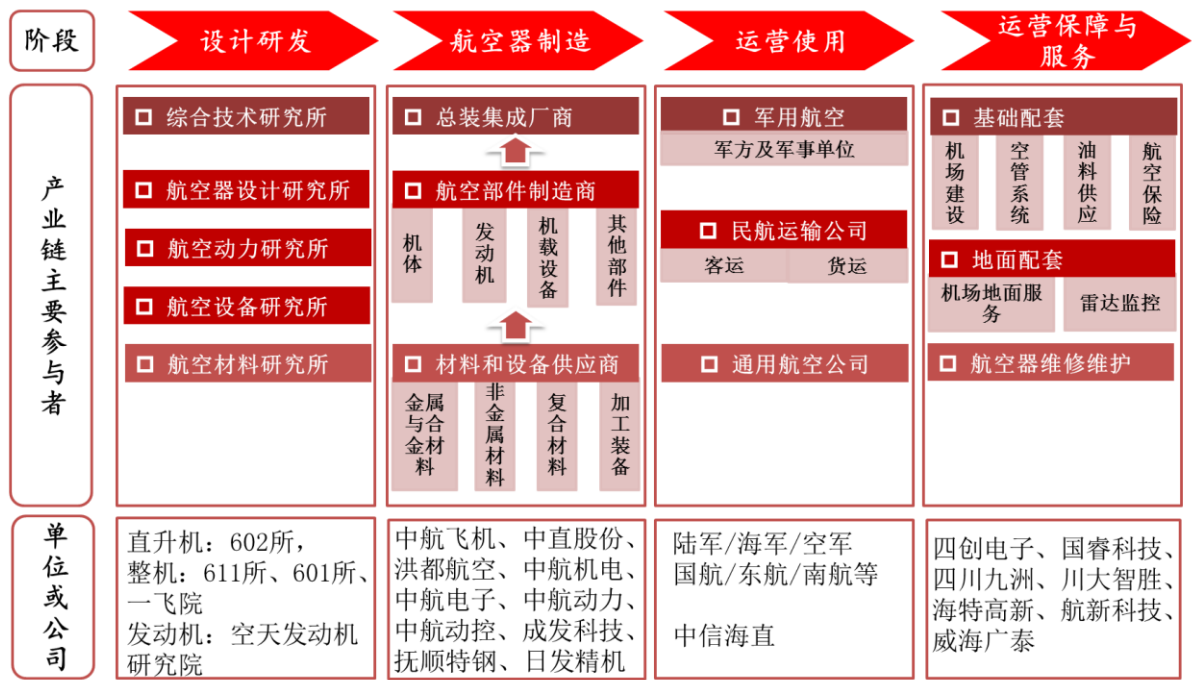 阶段
设计研发
航空器制造
运营使用
运营保障与
服务
产业链主要参与者
综合技术研究所
航空器设计研究所
航空动力研究所
航空设备研究所
航空材料研究所
总装集成厂商
航空部件制造商
机体
发动机
机载设备
其他部件
材料和设备供应商
金属
与合
金材
料
非金属材料
复合材料
加工装备
军用航空
军方及军事单位
民航运输公司
客运
货运
通用航空公司
基础配套
机场建设
空管系统
油料供应
航空保险
地面配套
机场地面服
务
雷达监控
航空器维修维护
单位或公司
直升机：602所，
整机：611所、601所、
一飞院
发动机：空天发动机
研究院
中航飞机、中直股份、
洪都航空、中航机电、
中航电子、中航动力、
中航动控、成发科技、
抚顺特钢、日发精机
陆军/海军/空军
国航/东航/南航等
中信海直
四创电子、国睿科技、
四川九洲、川大智胜、
海特高新、航新科技、
威海广泰